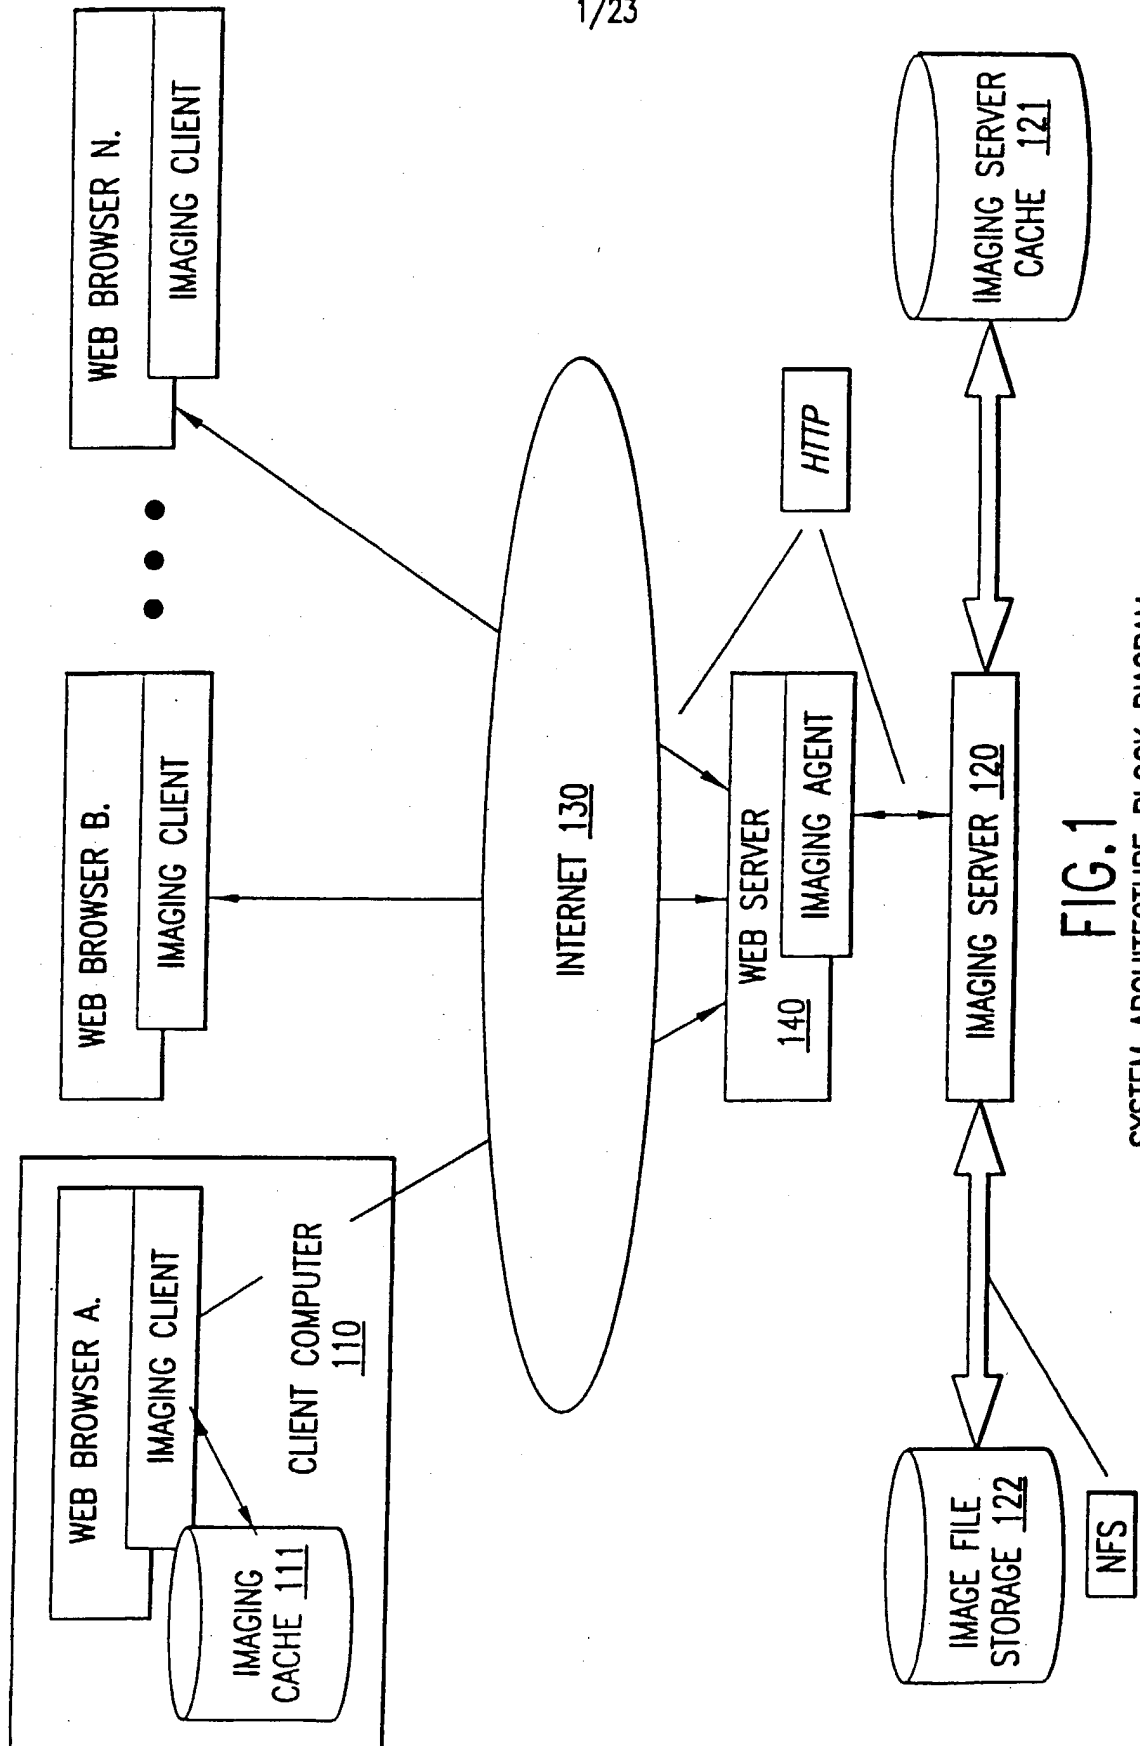 1/23
WEB BROWSER A.
IMAGING CLIENT
IMAGING
CACHE 111
CLIENT COMPUTER
110
WEB BROWSER B.
IMAGING CLIENT
WEB BROWSER N.
IMAGING CLIENT
INTERNET 130
HTTP
WEB SERVER
140
IMAGING AGENT
IMAGE FILE
STORAGE 122
NFS
IMAGING SERVER 120
IMAGING SERVER
CACHE 121
FIG.1
SYSTEM ARCHITECTURE BLOCK DIAGRAM